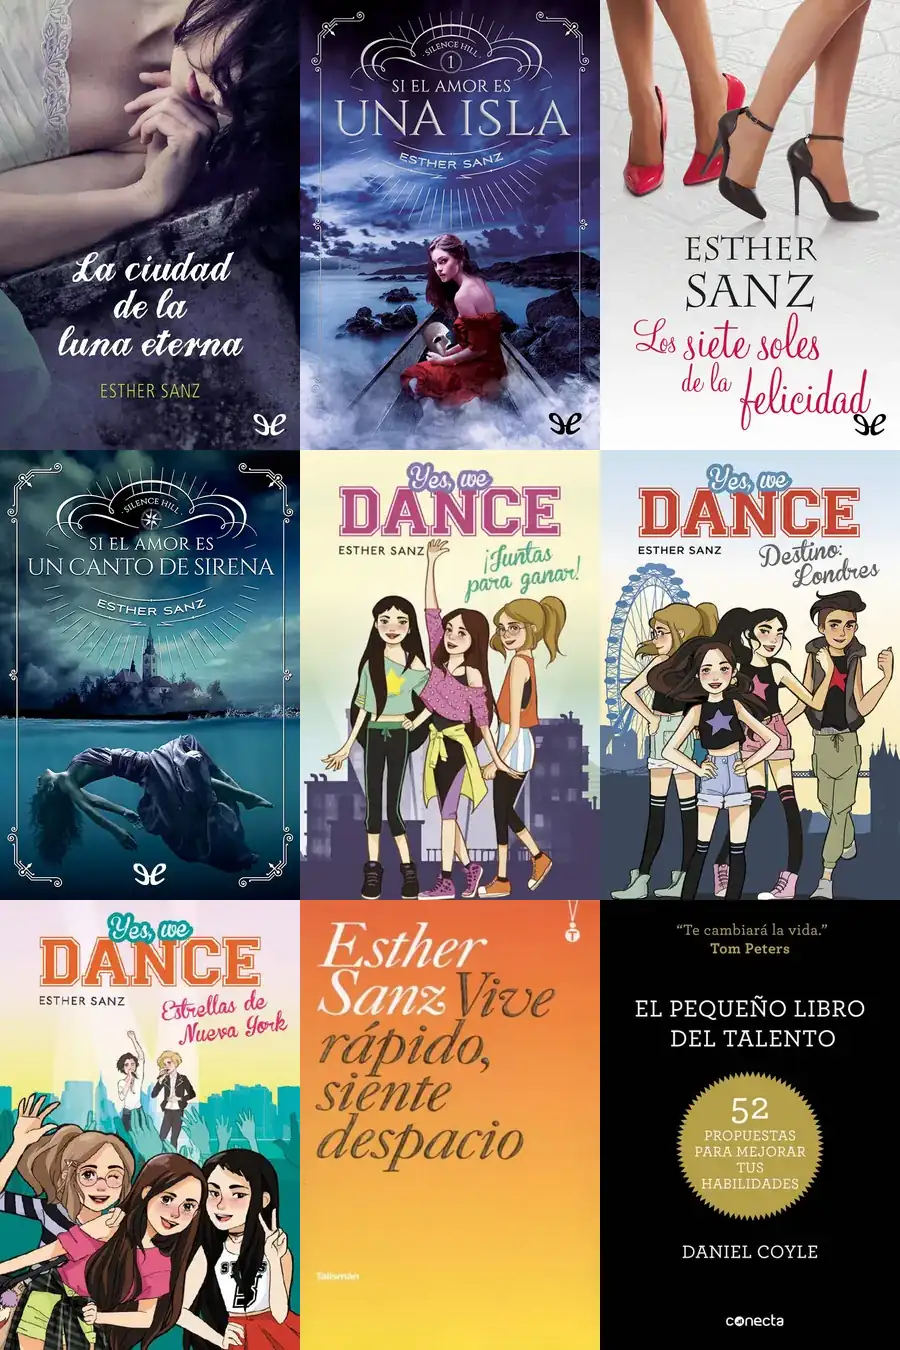 La ciudad
de la
luna eterna
ESTHER SANZ
SILENCE HILL
1
SI EL AMOR ES
UNA ISLA
ESTHER SANZ
ESTHER
SANZ
Los siete soles
de la
felicidad
SILENCE HILL
SI EL AMOR ES
UN CANTO DE SIRENA
ESTHER SANZ
Yes, we
DANCE
ESTHER SANZ
¡Juntas
para ganar!
Yes, we
DANCE
ESTHER SANZ
Destino:
Londres
Yes, we
DANCE
ESTHER SANZ
Estrellas de
Nueva York
Esther
Sanz Vive
rápido,
siente
despacio
T
Talismán
“Te cambiará la vida.”
Tom Peters
EL PEQUEÑO LIBRO
DEL TALENTO
52
PROPUESTAS
PARA MEJORAR
TUS
HABILIDADES
DANIEL COYLE
conecta